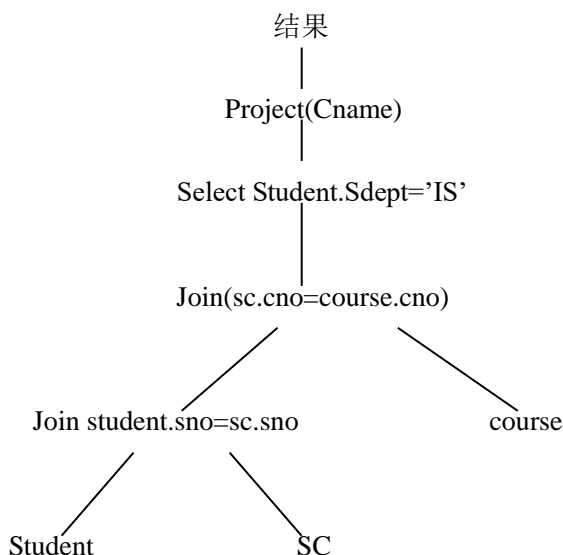 结果
Project(Cname)
Select Student.Sdept=’IS’
Join(sc.cno=course.cno)
Join student.sno=sc.sno
course
Student
SC